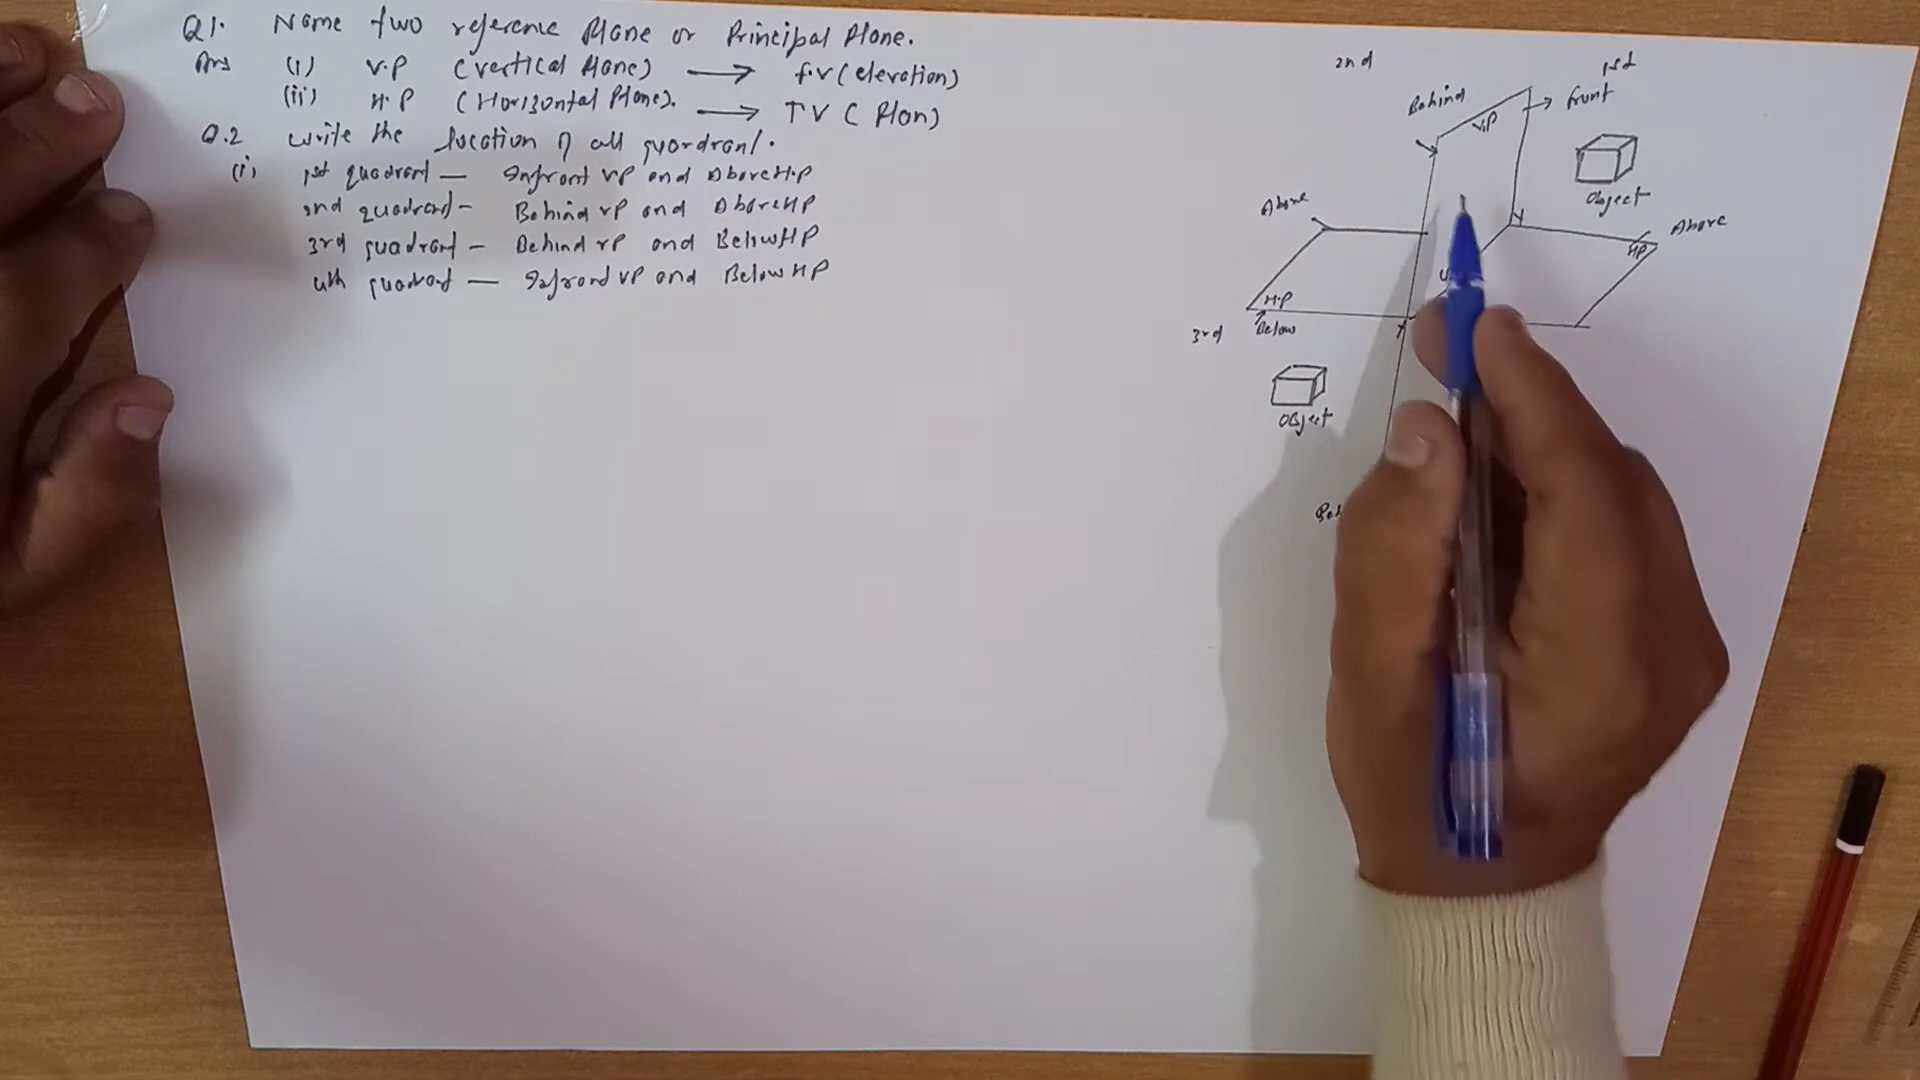 Q1. Name two reference Plane or Principal Plane.
Ans (i) V.P (Vertical Plane) → f.v (elevation)
(ii) H.P (Horizontal Plane). → TV (Plan)
Q.2 Write the location of all quardrant.
(i) 1st quadrant — Infront VP and Above H.P
2nd quadrant - Behind VP and Above HP
3rd quadrant - Behind VP and Below HP
4th quadrant — Infront VP and Below HP
2nd
1st
Behind
VP
Front
Object
Above
Y
Above
HP
H.P
Below
3rd
X
Object